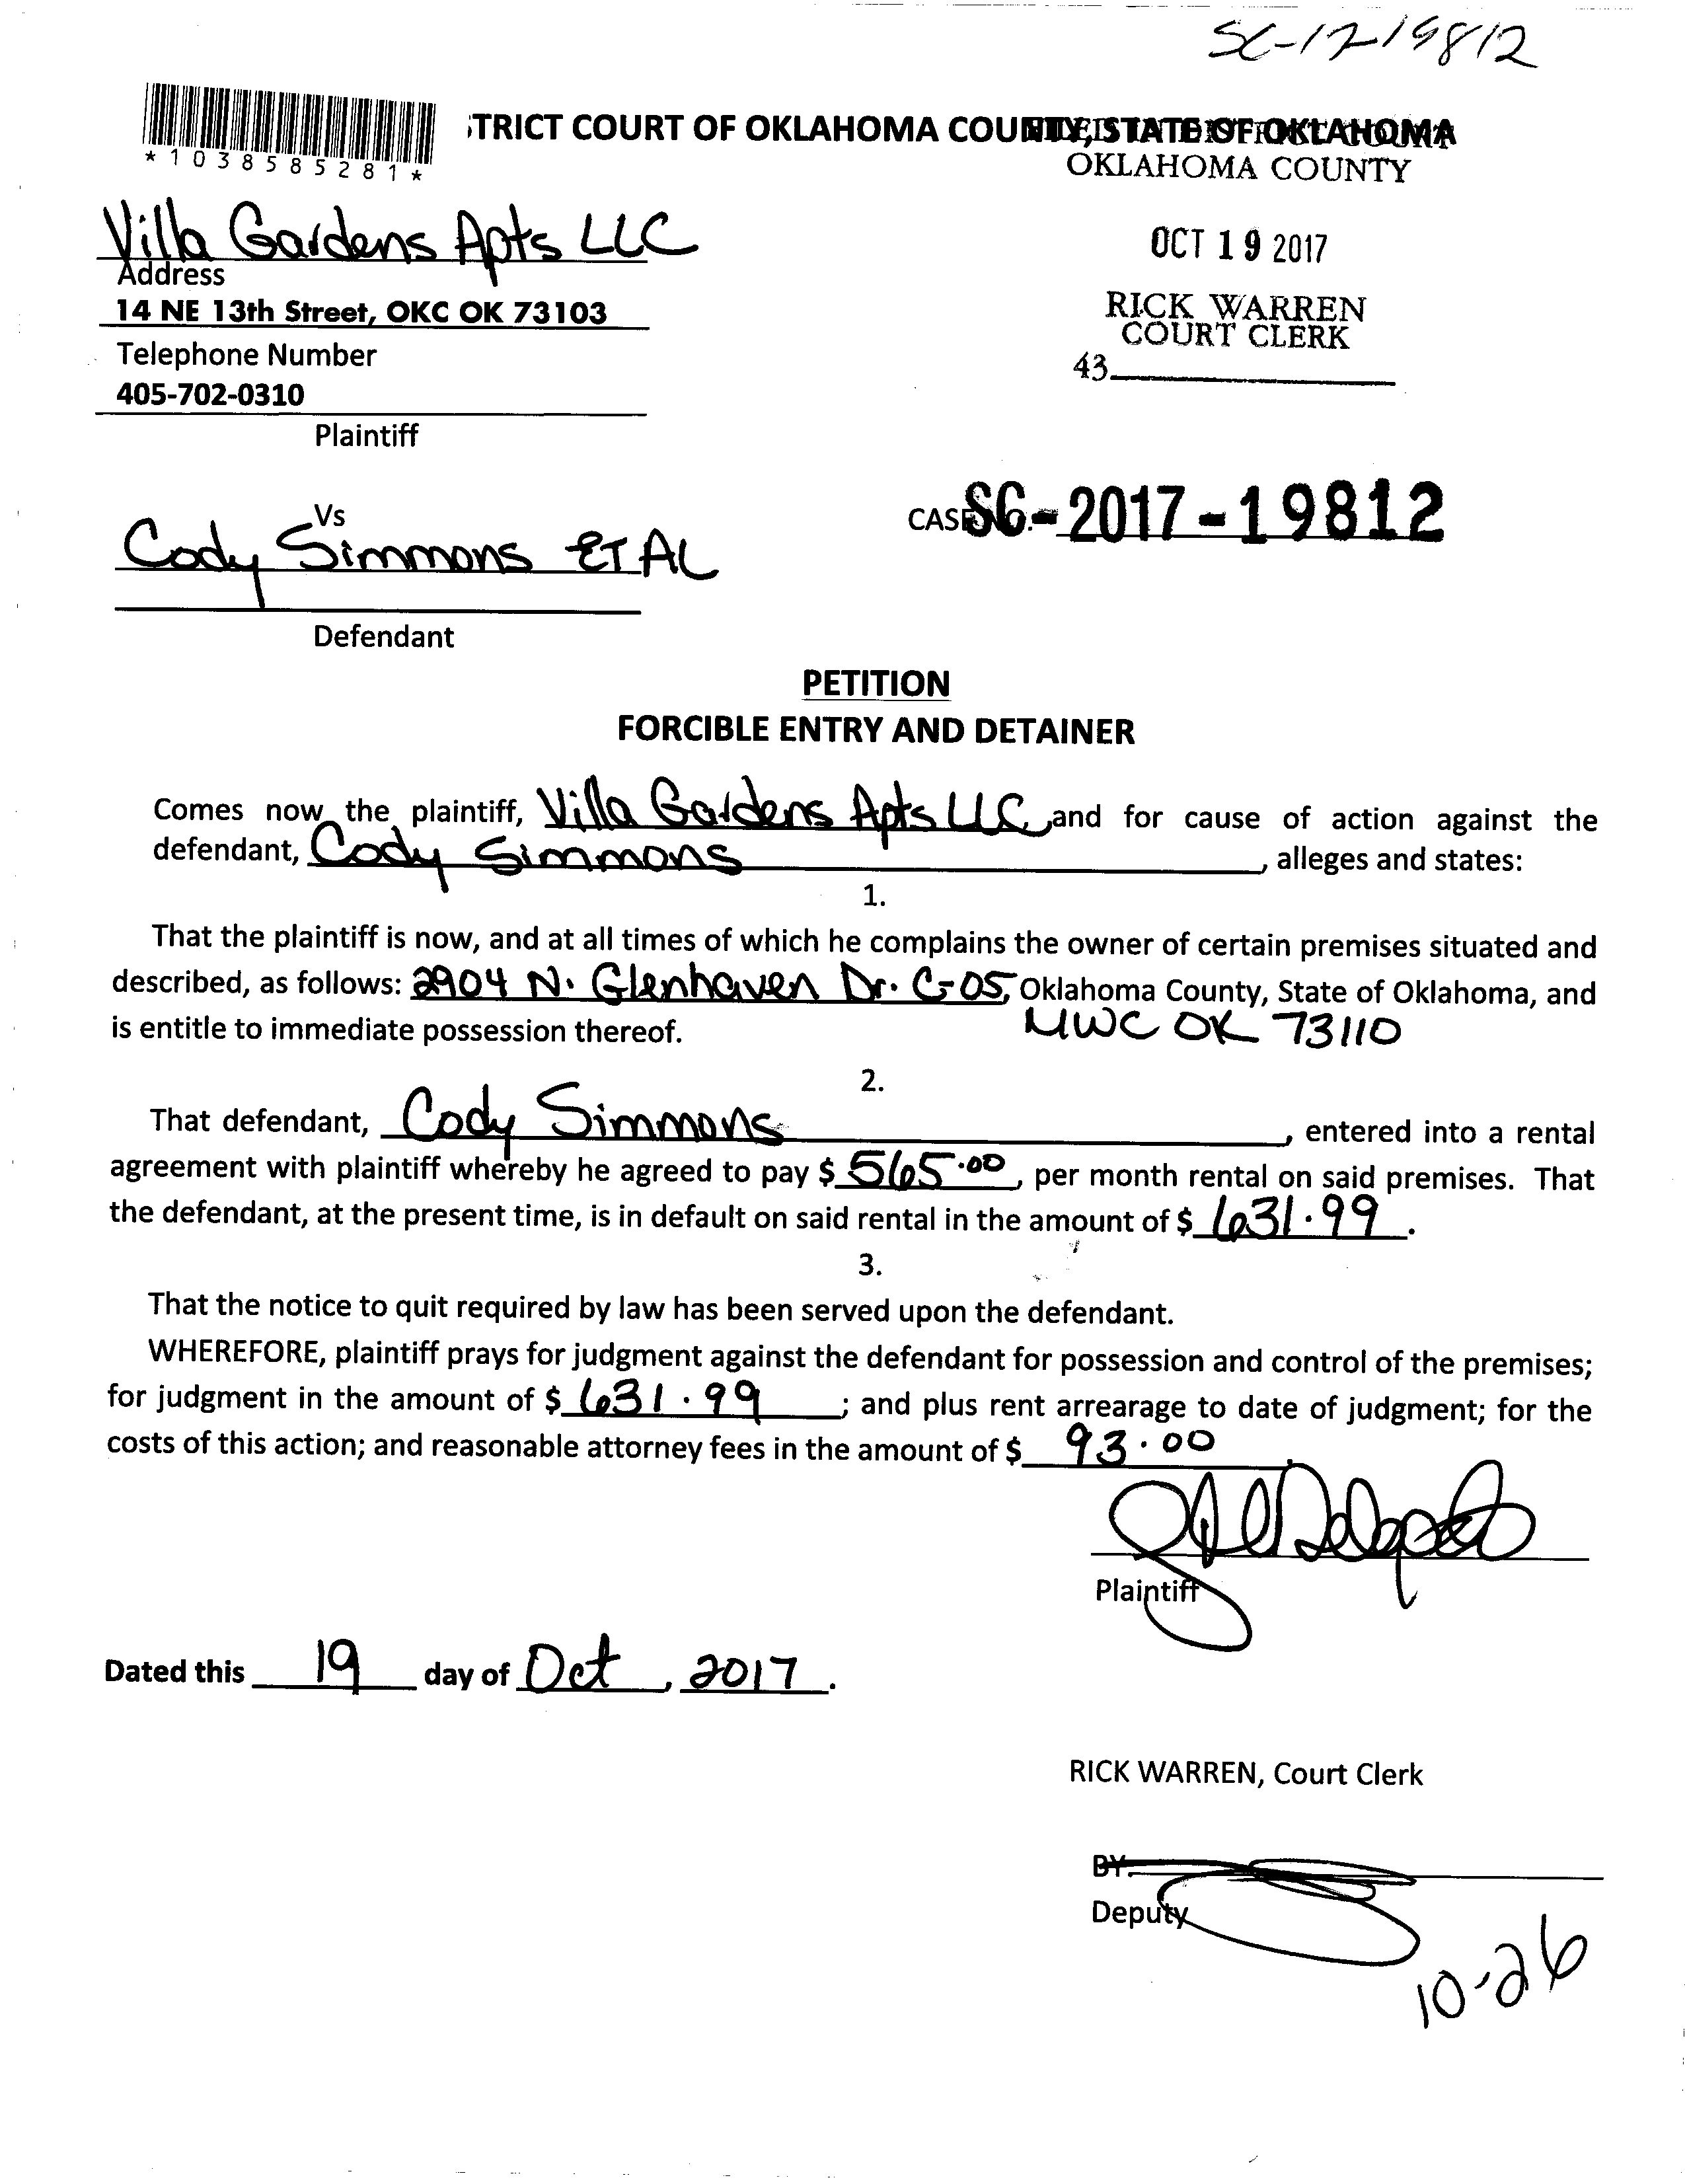 SC-17-19812
TRICT COURT OF OKLAHOMA COUNTY, STATE OF OKLAHOMA
*1038585281*
OKLAHOMA COUNTY
Villa Gardens Apts LLC
OCT 19 2017
Address
14 NE 13th Street, OKC OK 73103
RICK WARREN
COURT CLERK
Telephone Number
43
405-702-0310
Plaintiff
Vs
CASE NO. SC-2017-19812
Cody Simmons ET AL
Defendant
PETITION
FORCIBLE ENTRY AND DETAINER
Comes now the plaintiff, Villa Gardens Apts LLC and for cause of action against the
defendant, Cody Simmons, alleges and states:
1.
That the plaintiff is now, and at all times of which he complains the owner of certain premises situated and
described, as follows: 2904 N. Glenhaven Dr. C-05, Oklahoma County, State of Oklahoma, and
is entitle to immediate possession thereof. MWC OK 73110
2.
That defendant, Cody Simmons, entered into a rental
agreement with plaintiff whereby he agreed to pay $ 565.00, per month rental on said premises. That
the defendant, at the present time, is in default on said rental in the amount of $ 631.99.
3.
That the notice to quit required by law has been served upon the defendant.
WHEREFORE, plaintiff prays for judgment against the defendant for possession and control of the premises;
for judgment in the amount of $ 631.99; and plus rent arrearage to date of judgment; for the
costs of this action; and reasonable attorney fees in the amount of $ 93.00.
Plaintiff
Dated this 19 day of Oct, 2017.
RICK WARREN, Court Clerk
BY
Deputy
10-26